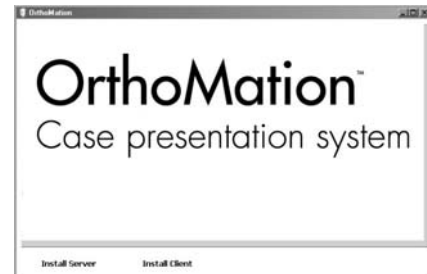 OrthoMation
OrthoMation™
Case presentation system
Install Server Install Client